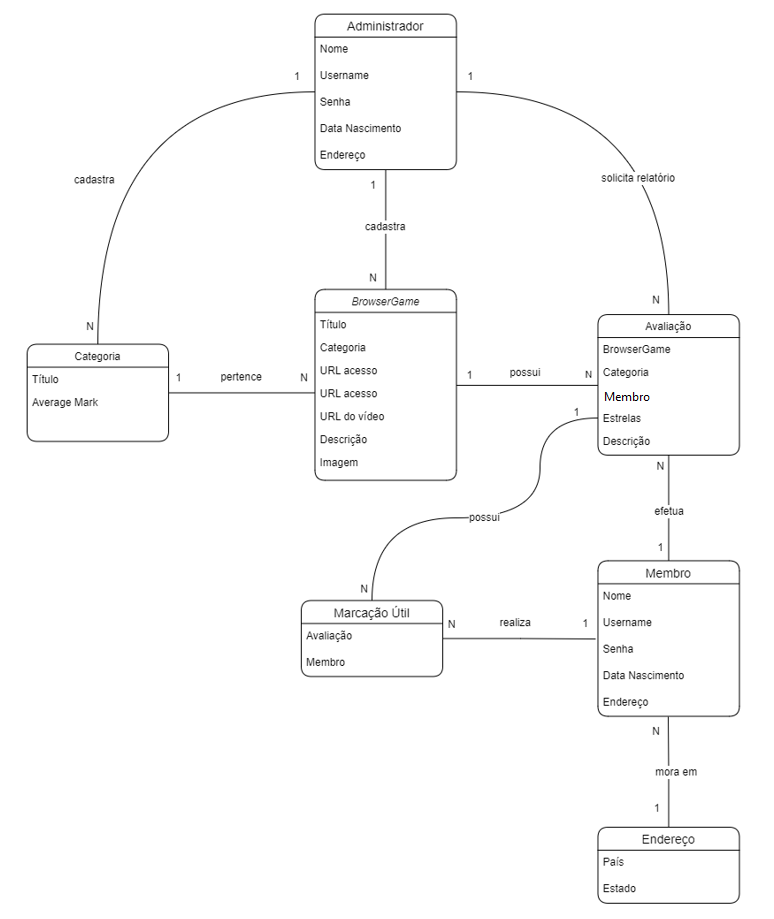 Administrador
Nome
Username
Senha
Data Nascimento
Endereço
1
1
1
cadastra
solicita relatório
cadastra
N
N
N
BrowserGame
Título
Categoria
URL acesso
URL acesso
URL do vídeo
Descrição
Imagem
Categoria
Título
Average Mark
1
pertence
N
1
possui
N
Avaliação
BrowserGame
Categoria
Membro
Estrelas
Descrição
1
possui
N
N
efetua
1
Marcação Útil
Avaliação
Membro
N
realiza
1
Membro
Nome
Username
Senha
Data Nascimento
Endereço
N
mora em
1
Endereço
País
Estado